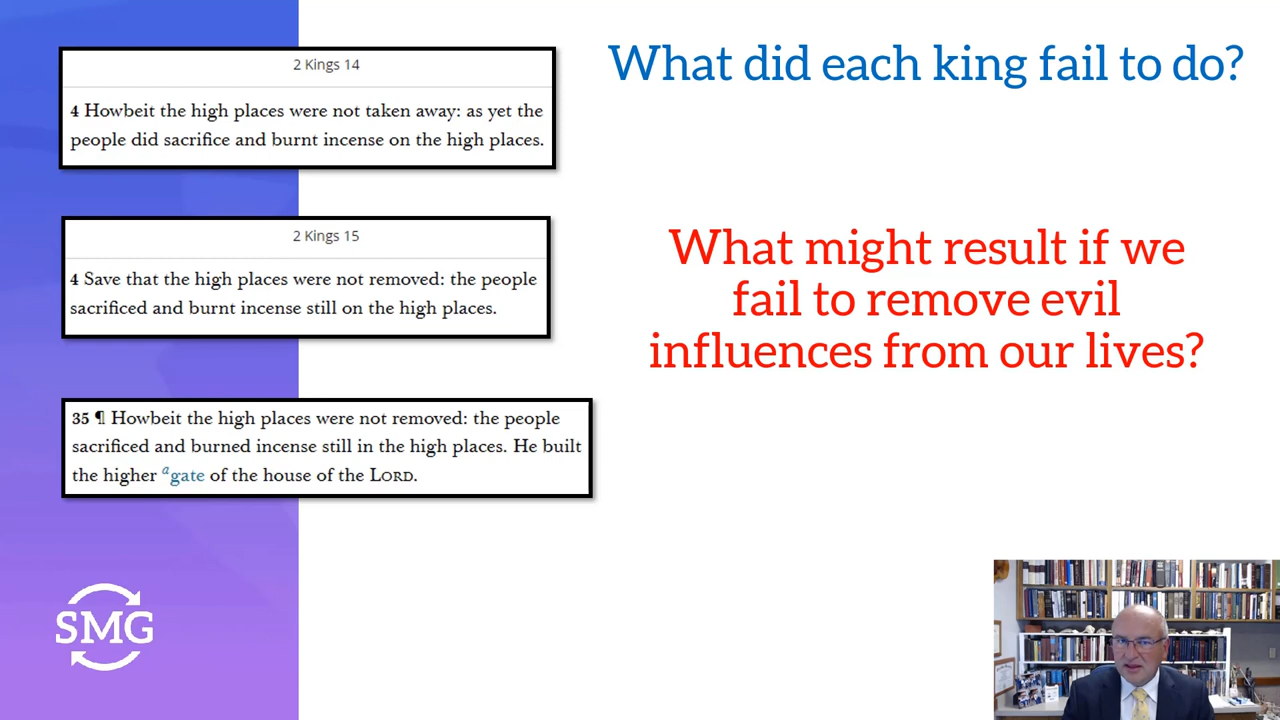 2 Kings 14
4 Howbeit the high places were not taken away: as yet the
people did sacrifice and burnt incense on the high places.
2 Kings 15
4 Save that the high places were not removed: the people
sacrificed and burnt incense still on the high places.
35 ¶ Howbeit the high places were not removed: the people
sacrificed and burned incense still in the high places. He built
the higher a gate of the house of the LORD.
SMG
What did each king fail to do?
What might result if we
fail to remove evil
influences from our lives?